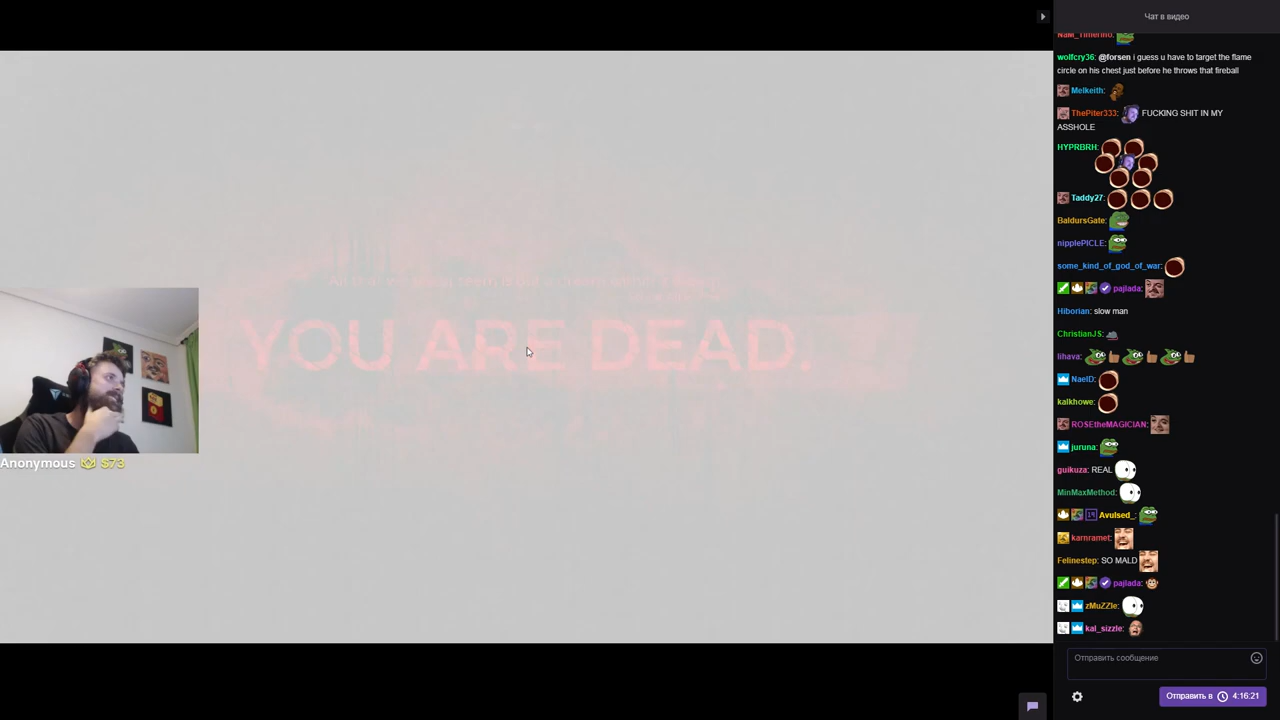 Чат в видео
NaM_Timerino:
wolfcry36: @forsen i guess u have to target the flame
circle on his chest just before he throws that fireball
Melkeith:
ThePiter333: FUCKING SHIT IN MY
ASSHOLE
HYPRBRH:
Taddy27:
BaldursGate:
nipplePICLE:
some_kind_of_god_of_war:
pajlada:
Hiborian: slow man
ChristianJS:
lihava:
NaelD:
kalkhowe:
ROSEtheMAGICIAN:
juruna:
guikuza: REAL
MinMaxMethod:
Avulsed_:
karnramet:
Felinestep: SO MALD
pajlada:
zMuZZle:
kal_sizzle:
YOU ARE DEAD.
Anonymous $73
Отправить сообщение
Отправить в 4:16:21